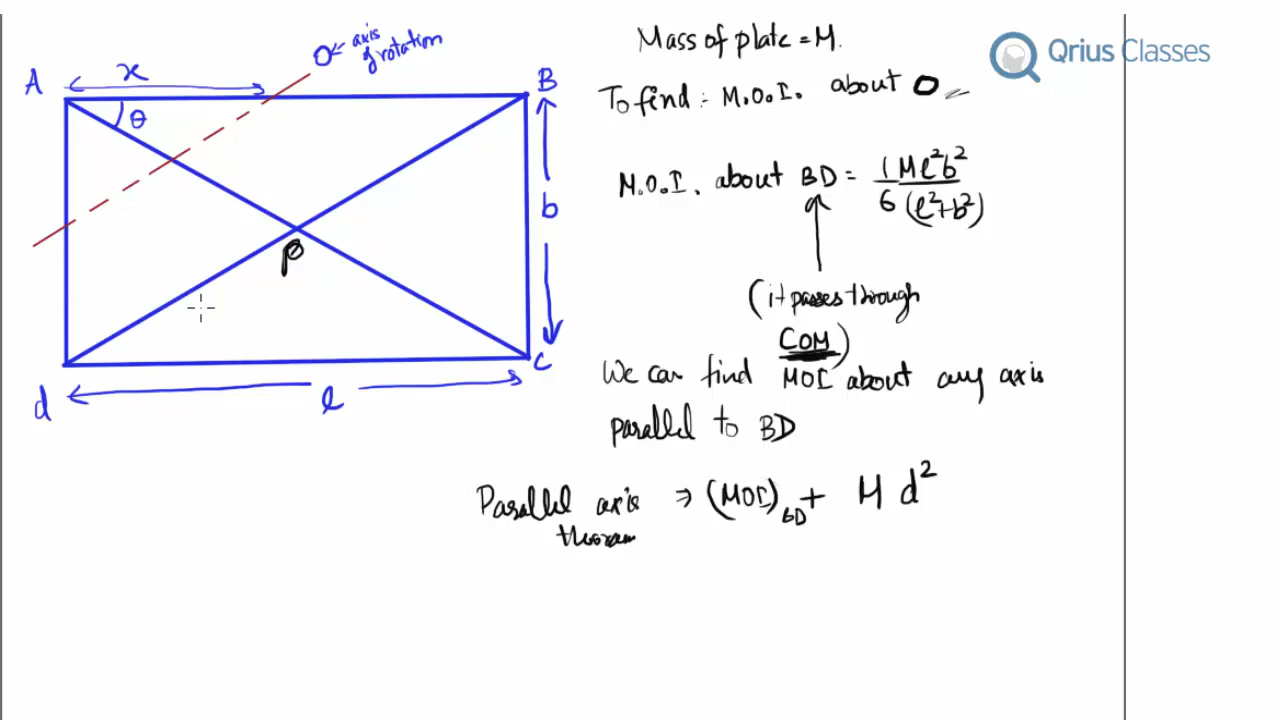 O ← axis of rotation
A
x
B
θ
b
P
d
l
C
Mass of plate = M.
To find :- M.O.I. about O
M.O.I. about BD = 1 Ml²b² / 6 (l²+b²)
(it passes through
COM)
We can find MOI about any axis
parallel to BD
Parallel axis theoram ⇒ (MOI)BD + M d²
Qrius Classes